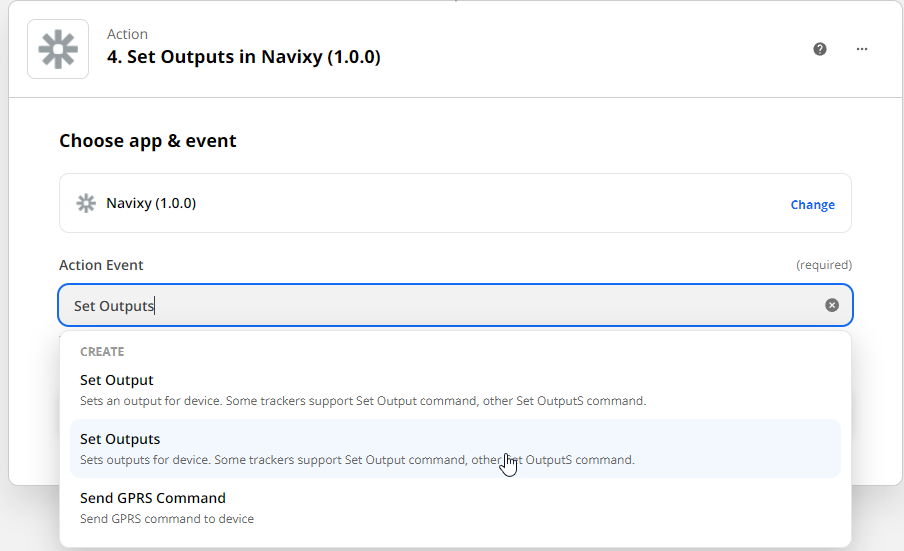 Action
4. Set Outputs in Navixy (1.0.0)
Choose app & event
Navixy (1.0.0)
Change
Action Event
(required)
Set Outputs
CREATE
Set Output
Sets an output for device. Some trackers support Set Output command, other Set OutputS command.
Set Outputs
Sets outputs for device. Some trackers support Set Output command, other Set OutputS command.
Send GPRS Command
Send GPRS command to device